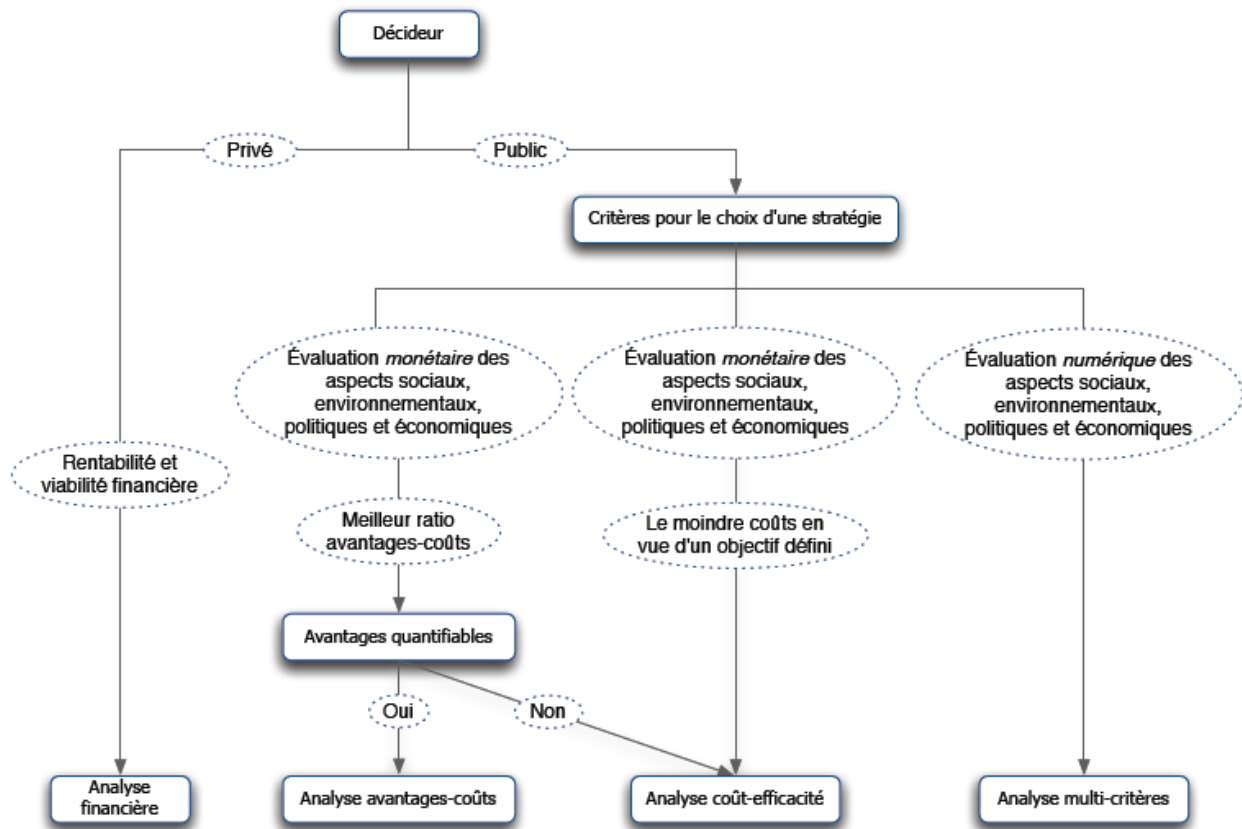 Décideur
Privé
Public
Critères pour le choix d'une stratégie
Évaluation monétaire des
aspects sociaux,
environnementaux,
politiques et économiques
Évaluation monétaire des
aspects sociaux,
environnementaux,
politiques et économiques
Évaluation numérique des
aspects sociaux,
environnementaux,
politiques et économiques
Rentabilité et
viabilité financière
Meilleur ratio
avantages-coûts
Le moindre coûts en
vue d'un objectif défini
Avantages quantifiables
Oui
Non
Analyse
financière
Analyse avantages-coûts
Analyse coût-efficacité
Analyse multi-critères